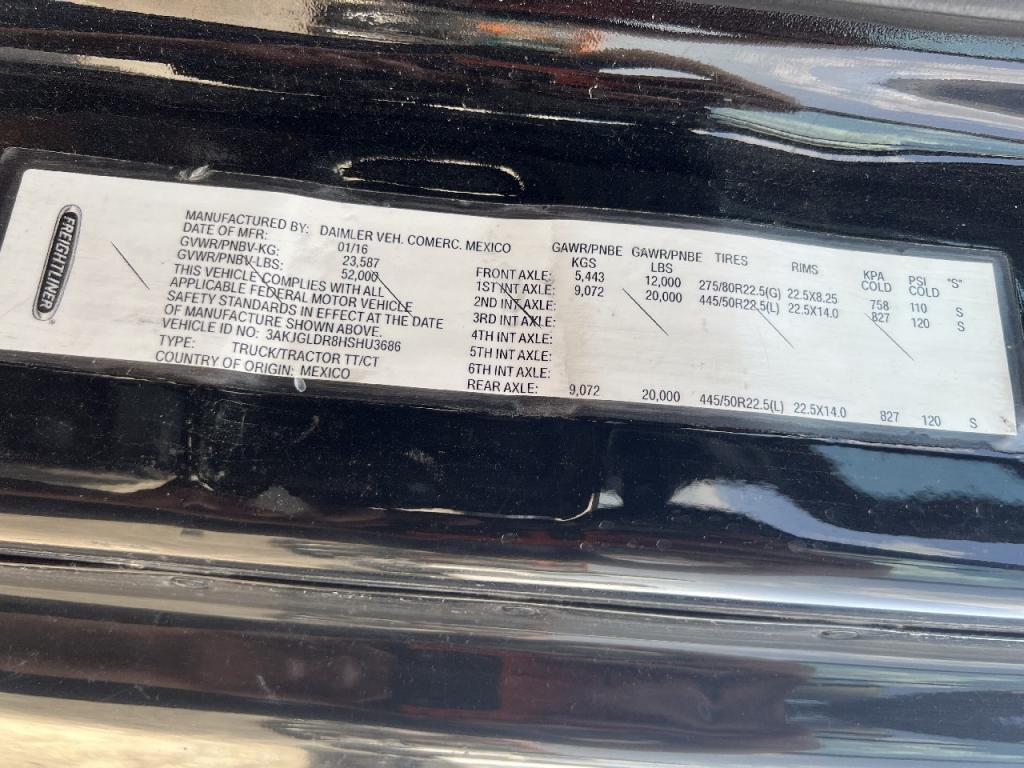 FREIGHTLINER
MANUFACTURED BY: DAIMLER VEH. COMERC. MEXICO
DATE OF MFR: 01/16
GVWR/PNBV-KG: 23,587
GVWR/PNBV-LBS: 52,000
THIS VEHICLE COMPLIES WITH ALL
APPLICABLE FEDERAL MOTOR VEHICLE
SAFETY STANDARDS IN EFFECT AT THE DATE
OF MANUFACTURE SHOWN ABOVE.
VEHICLE ID NO: 3AKJGLDR8HSHU3686
TYPE: TRUCK/TRACTOR TT/CT
COUNTRY OF ORIGIN: MEXICO
GAWR/PNBE GAWR/PNBE TIRES RIMS KPA PSI "S"
KGS LBS COLD COLD
FRONT AXLE: 5,443 12,000 275/80R22.5(G) 22.5X8.25 758 110 S
1ST INT AXLE: 9,072 20,000 445/50R22.5(L) 22.5X14.0 827 120 S
2ND INT AXLE:
3RD INT AXLE:
4TH INT AXLE:
5TH INT AXLE:
6TH INT AXLE:
REAR AXLE: 9,072 20,000 445/50R22.5(L) 22.5X14.0 827 120 S